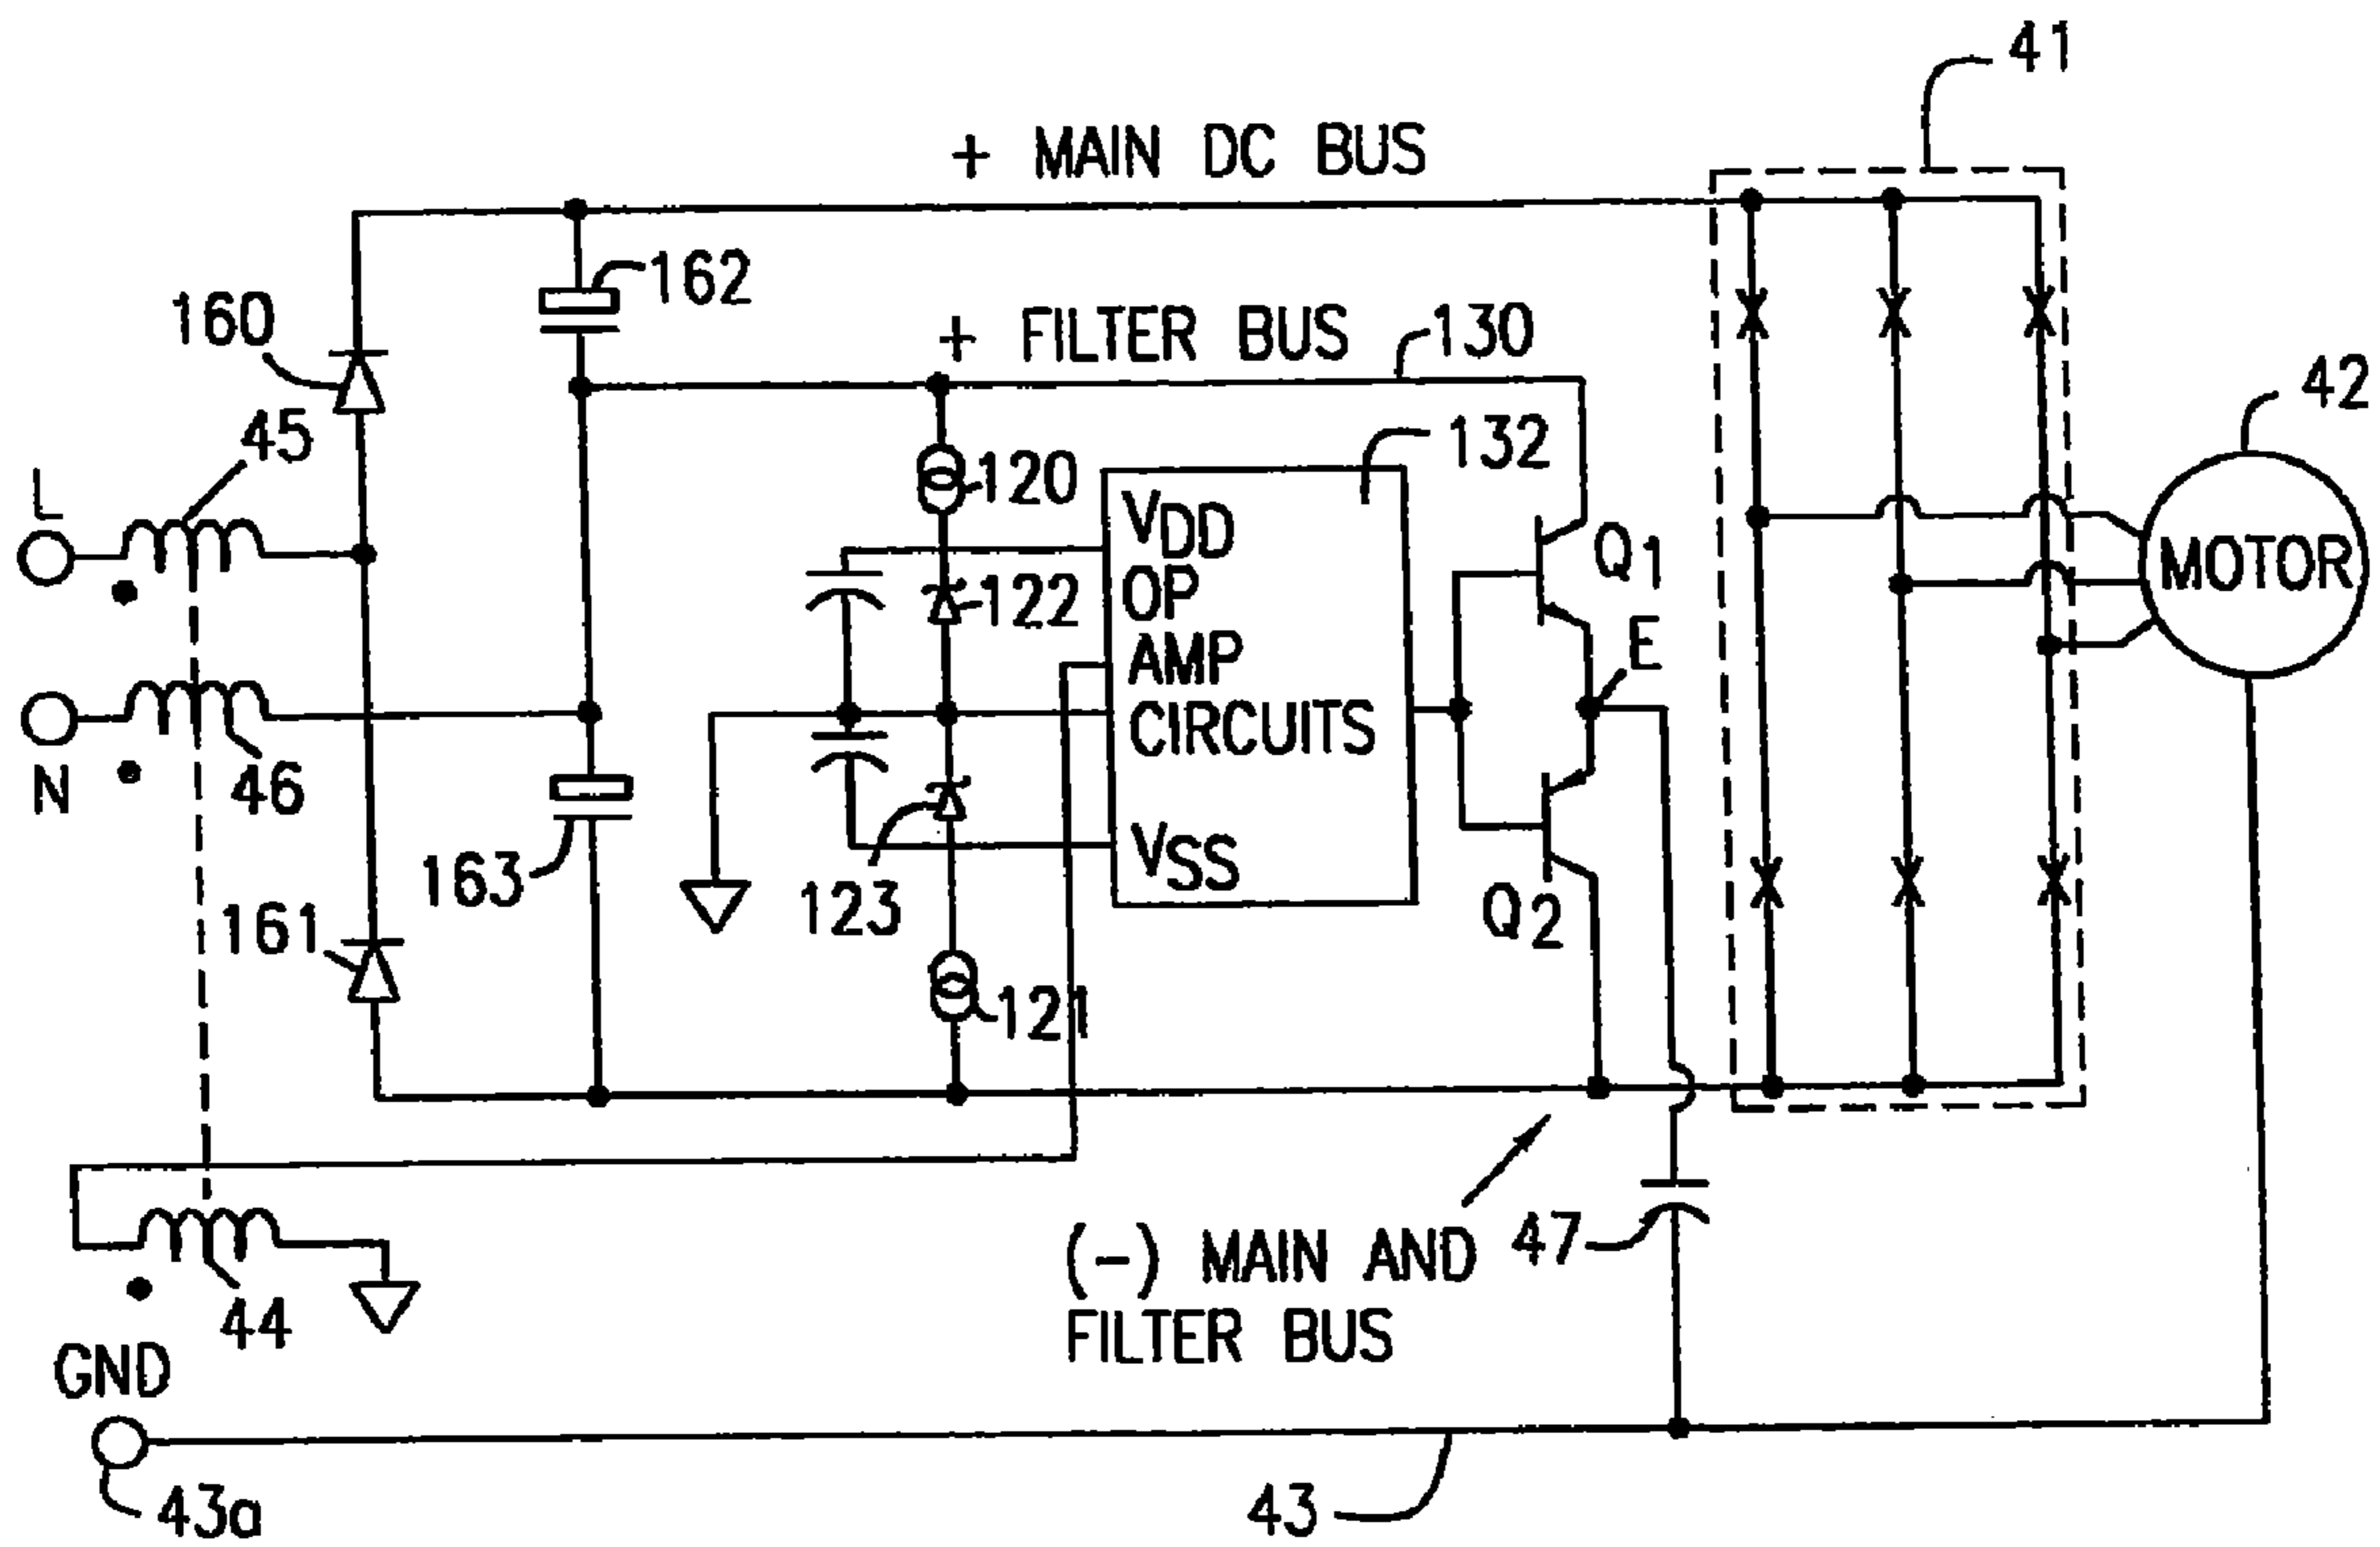 41
+ MAIN DC BUS
162
160
+ FILTER BUS
130
42
45
132
120
L
VDD
Q1
MOTOR
OP
122
E
AMP
CIRCUITS
N
46
163
VSS
123
Q2
161
121
(-) MAIN AND
FILTER BUS
47
44
GND
43a
43